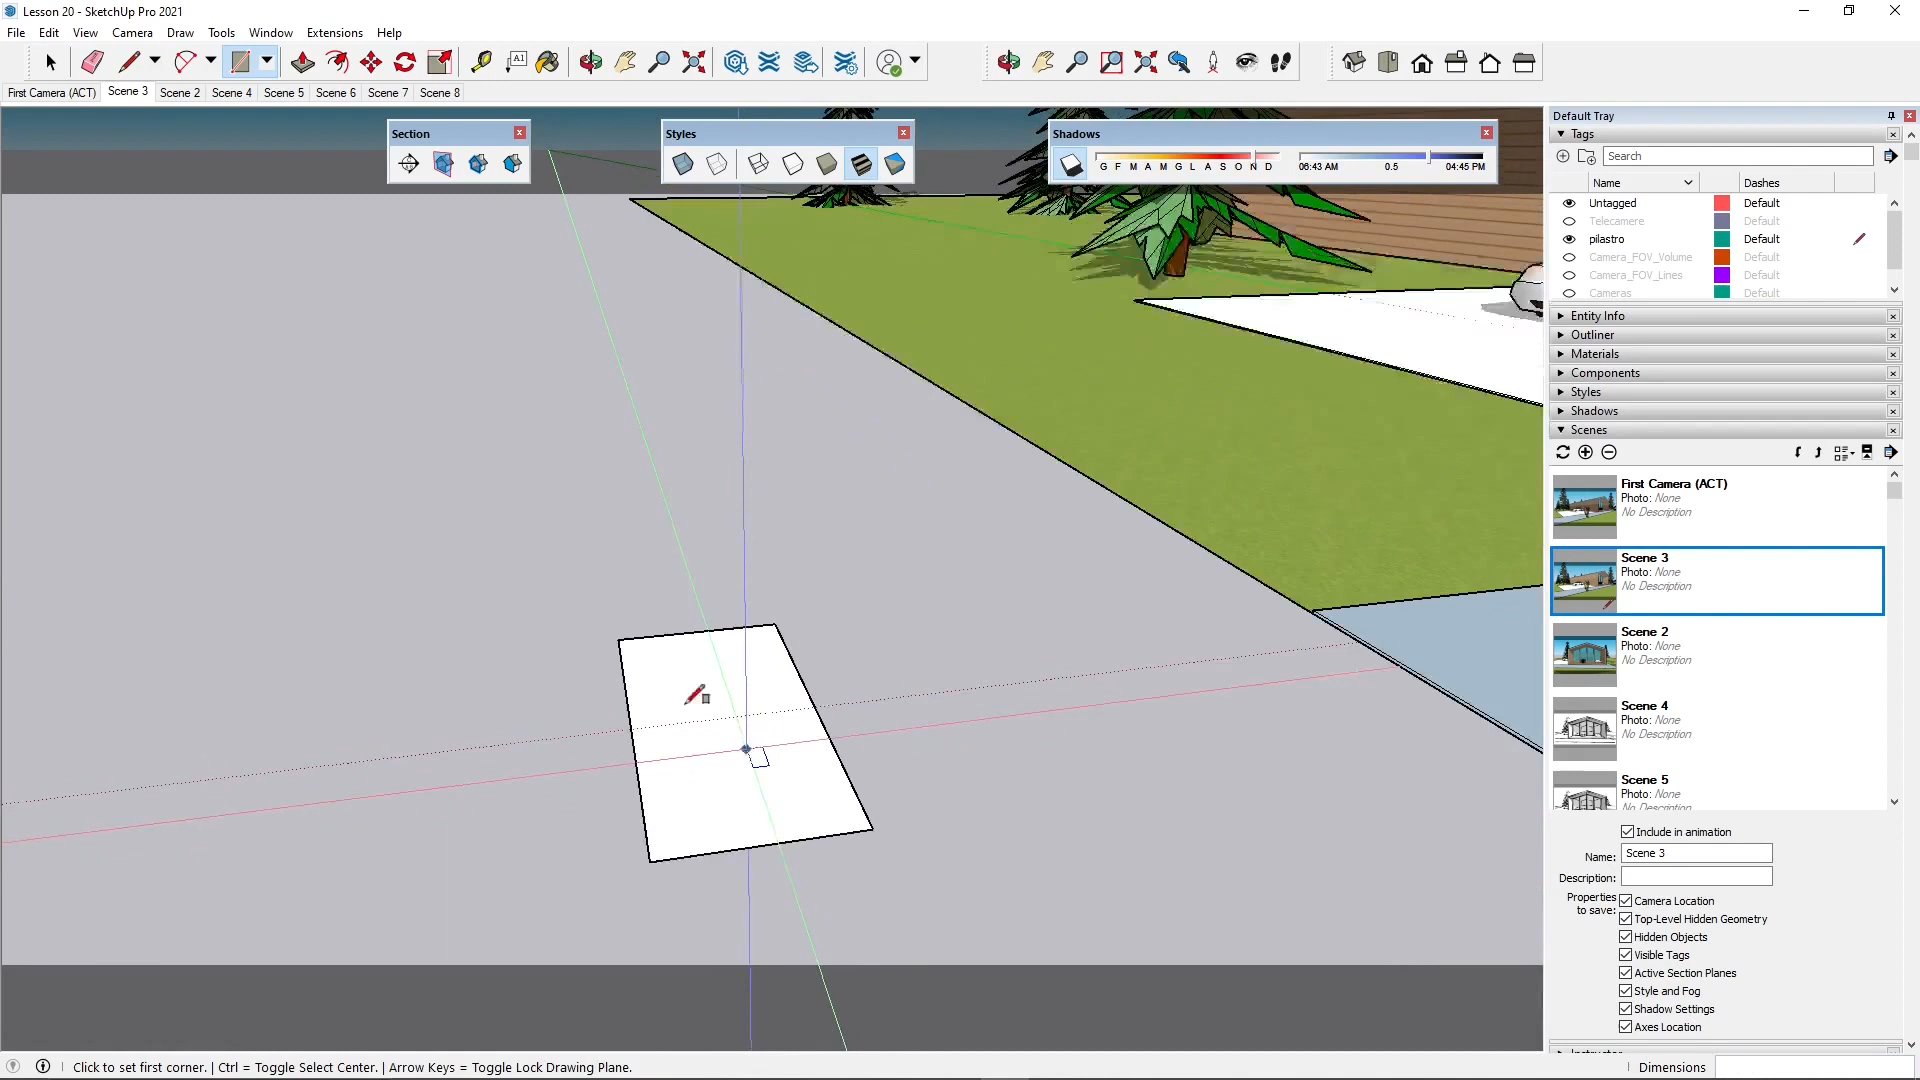 Lesson 20 - SketchUp Pro 2021
File Edit View Camera Draw Tools Window Extensions Help
A1
First Camera (ACT) Scene 3 Scene 2 Scene 4 Scene 5 Scene 6 Scene 7 Scene 8
Section
Styles
Shadows
G F M A M G L A S O N D
06:43 AM 0.5 04:45 PM
Default Tray
Tags
Search
Name Dashes
Untagged Default
Telecamere Default
pilastro Default
Camera_FOV_Volume Default
Camera_FOV_Lines Default
Cameras Default
Entity Info
Outliner
Materials
Components
Styles
Shadows
Scenes
First Camera (ACT)
Photo: None
No Description
Scene 3
Photo: None
No Description
Scene 2
Photo: None
No Description
Scene 4
Photo: None
No Description
Scene 5
Photo: None
No Description
Include in animation
Name: Scene 3
Description:
Properties to save:
Camera Location
Top-Level Hidden Geometry
Hidden Objects
Visible Tags
Active Section Planes
Style and Fog
Shadow Settings
Axes Location
Instructor
Click to set first corner. | Ctrl = Toggle Select Center. | Arrow Keys = Toggle Lock Drawing Plane.
Dimensions